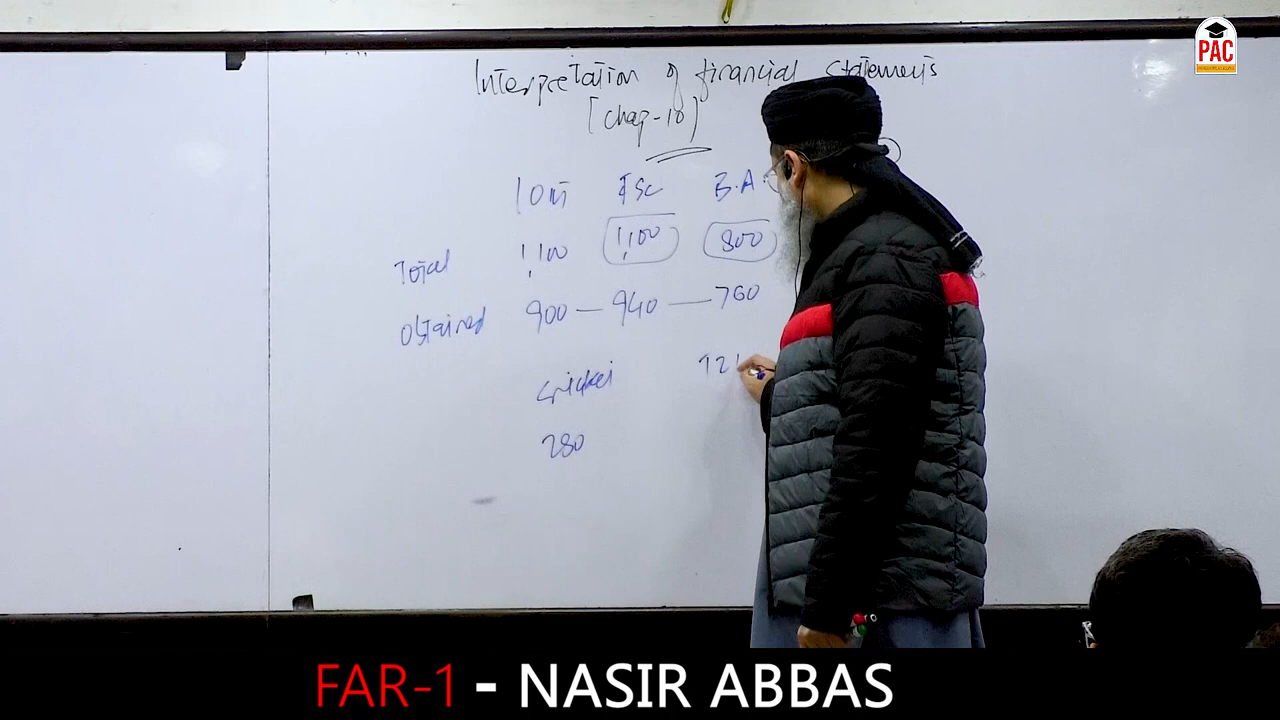 PAC
Interpretation of financial statements
[Chap-10]
10th FSC B.A.
Total 1,100 1,100 800
Obtained 900 — 940 — 760
Cricket 92
280
FAR-1 - NASIR ABBAS